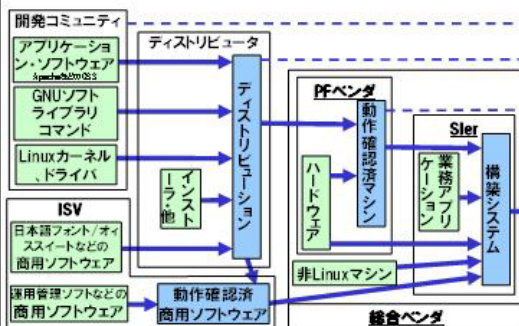 開発コミュニティ
アプリケーショ
ン・ソフトウェア
GNUソフト
ライブラリ
コマンド
Linuxカーネル
、ドライバ
ISV
日本語フォント/オィ
ススイートなどの
商用ソフトウェア
運用管理ソフトなどの
商用ソフトウェア
ディストリビュータ
ディストリビューション
インスト
ーラ・他
動作確認済
商用ソフトウェア
PFベンダ
動作確認済マシン
ハードウェア
非Linuxマシン
SIer
業務アプリ
ケーション
構築システム
総合ベンダ